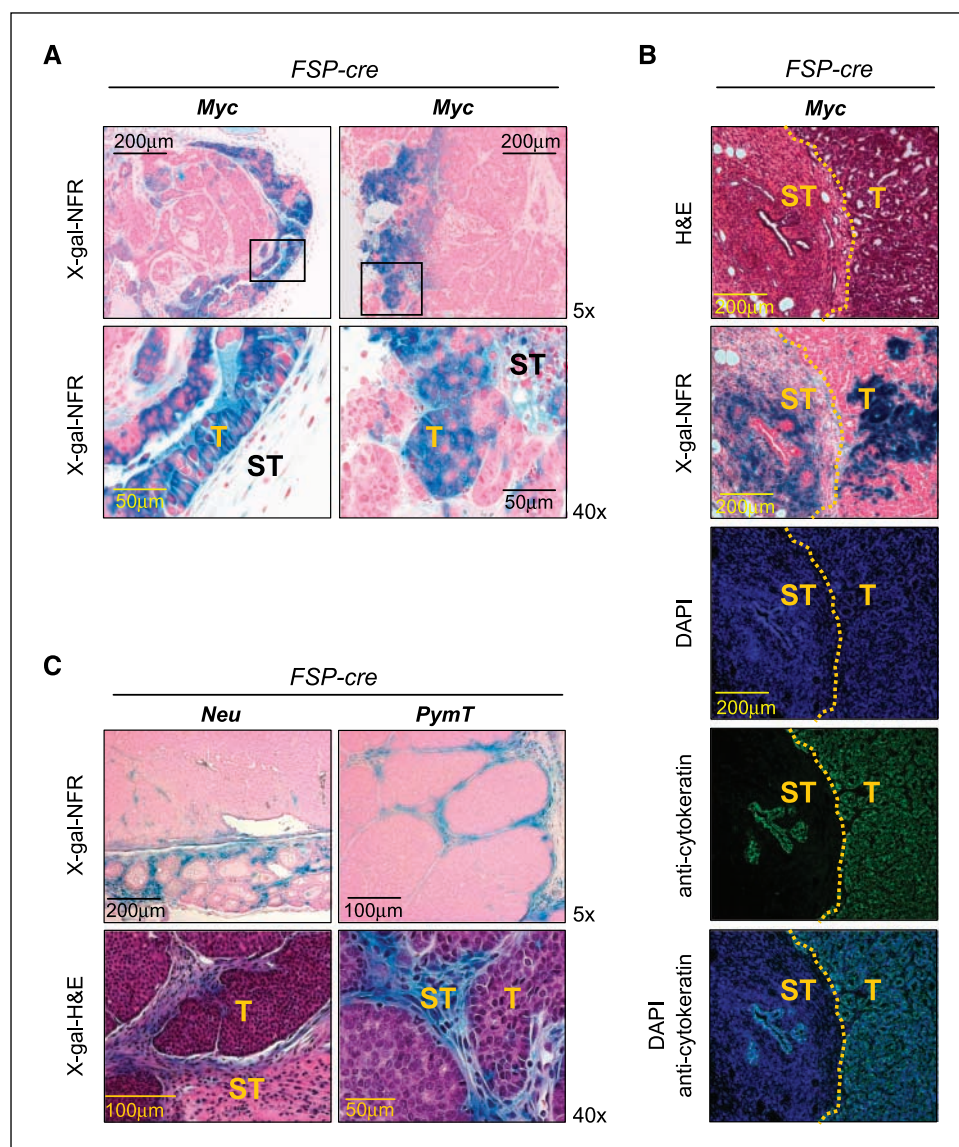 A
FSP-cre
Myc
Myc
X-gal-NFR
200μm
200μm
5x
X-gal-NFR
T
ST
50μm
ST
T
50μm
40x
B
FSP-cre
Myc
H&E
ST
T
200μm
X-gal-NFR
ST
T
200μm
DAPI
ST
T
200μm
anti-cytokeratin
ST
T
DAPI
anti-cytokeratin
ST
T
C
FSP-cre
Neu
PymT
X-gal-NFR
200μm
100μm
5x
X-gal-H&E
T
ST
100μm
ST
T
50μm
40x